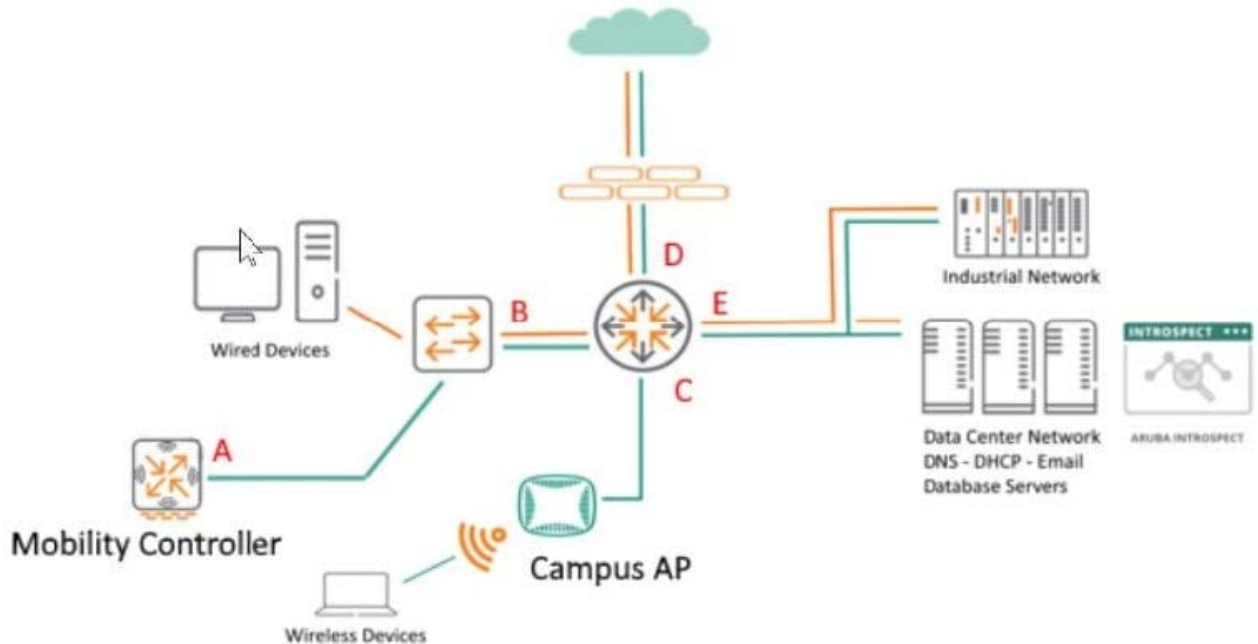 D
Industrial Network
B
E
Wired Devices
INTROSPECT
C
A
Data Center Network
DNS - DHCP - Email
Database Servers
ARUBA INTROSPECT
Mobility Controller
Campus AP
Wireless Devices